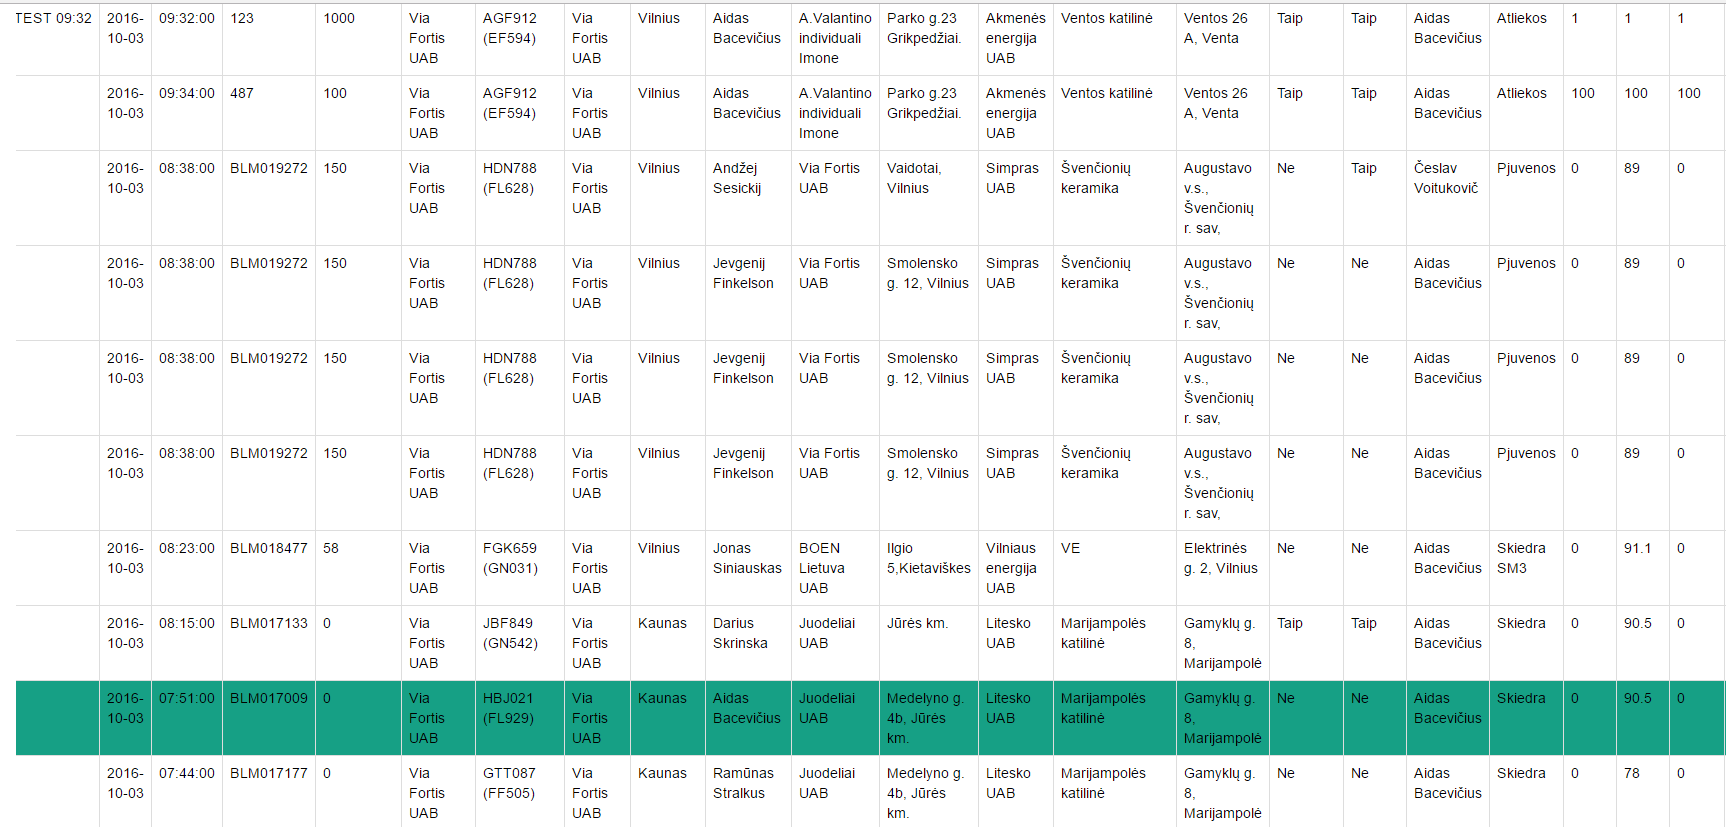 TEST 09:32 2016-10-03 09:32:00 123 1000 Via Fortis UAB AGF912 (EF594) Via Fortis UAB Vilnius Aidas Bacevičius A.Valantino individuali Imone Parko g.23 Grikpedžiai. Akmenės energija UAB Ventos katilinė Ventos 26 A, Venta Taip Taip Aidas Bacevičius Atliekos 1 1 1
2016-10-03 09:34:00 487 100 Via Fortis UAB AGF912 (EF594) Via Fortis UAB Vilnius Aidas Bacevičius A.Valantino individuali Imone Parko g.23 Grikpedžiai. Akmenės energija UAB Ventos katilinė Ventos 26 A, Venta Taip Taip Aidas Bacevičius Atliekos 100 100 100
2016-10-03 08:38:00 BLM019272 150 Via Fortis UAB HDN788 (FL628) Via Fortis UAB Vilnius Andžej Sesickij Via Fortis UAB Vaidotai, Vilnius Simpras UAB Švenčionių keramika Augustavo v.s., Švenčionių r. sav, Ne Taip Česlav Voitukovič Pjuvenos 0 89 0
2016-10-03 08:38:00 BLM019272 150 Via Fortis UAB HDN788 (FL628) Via Fortis UAB Vilnius Jevgenij Finkelson Via Fortis UAB Smolensko g. 12, Vilnius Simpras UAB Švenčionių keramika Augustavo v.s., Švenčionių r. sav, Ne Ne Aidas Bacevičius Pjuvenos 0 89 0
2016-10-03 08:38:00 BLM019272 150 Via Fortis UAB HDN788 (FL628) Via Fortis UAB Vilnius Jevgenij Finkelson Via Fortis UAB Smolensko g. 12, Vilnius Simpras UAB Švenčionių keramika Augustavo v.s., Švenčionių r. sav, Ne Ne Aidas Bacevičius Pjuvenos 0 89 0
2016-10-03 08:38:00 BLM019272 150 Via Fortis UAB HDN788 (FL628) Via Fortis UAB Vilnius Jevgenij Finkelson Via Fortis UAB Smolensko g. 12, Vilnius Simpras UAB Švenčionių keramika Augustavo v.s., Švenčionių r. sav, Ne Ne Aidas Bacevičius Pjuvenos 0 89 0
2016-10-03 08:23:00 BLM018477 58 Via Fortis UAB FGK659 (GN031) Via Fortis UAB Vilnius Jonas Siniauskas BOEN Lietuva UAB Ilgio 5,Kietaviškes Vilniaus energija UAB VE Elektrinės g. 2, Vilnius Ne Ne Aidas Bacevičius Skiedra SM3 0 91.1 0
2016-10-03 08:15:00 BLM017133 0 Via Fortis UAB JBF849 (GN542) Via Fortis UAB Kaunas Darius Skrinska Juodeliai UAB Jūrės km. Litesko UAB Marijampolės katilinė Gamyklų g. 8, Marijampolė Taip Taip Aidas Bacevičius Skiedra 0 90.5 0
2016-10-03 07:51:00 BLM017009 0 Via Fortis UAB HBJ021 (FL929) Via Fortis UAB Kaunas Aidas Bacevičius Juodeliai UAB Medelyno g. 4b, Jūrės km. Litesko UAB Marijampolės katilinė Gamyklų g. 8, Marijampolė Ne Ne Aidas Bacevičius Skiedra 0 90.5 0
2016-10-03 07:44:00 BLM017177 0 Via Fortis UAB GTT087 (FF505) Via Fortis UAB Kaunas Ramūnas Stralkus Juodeliai UAB Medelyno g. 4b, Jūrės km. Litesko UAB Marijampolės katilinė Gamyklų g. 8, Marijampolė Ne Ne Aidas Bacevičius Skiedra 0 78 0